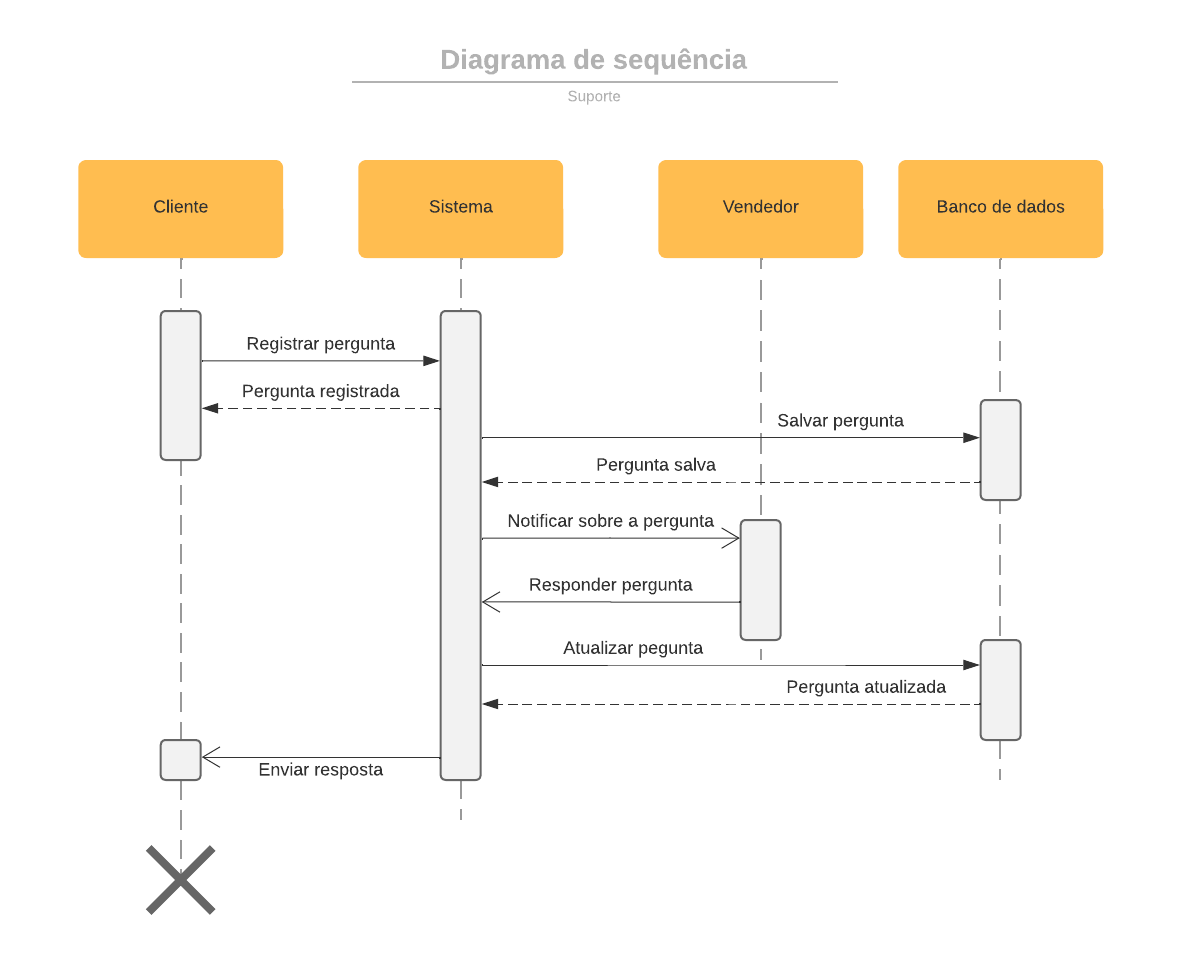 Diagrama de sequência
Suporte
Cliente
Sistema
Vendedor
Banco de dados
Registrar pergunta
Pergunta registrada
Salvar pergunta
Pergunta salva
Notificar sobre a pergunta
Responder pergunta
Atualizar pegunta
Pergunta atualizada
Enviar resposta